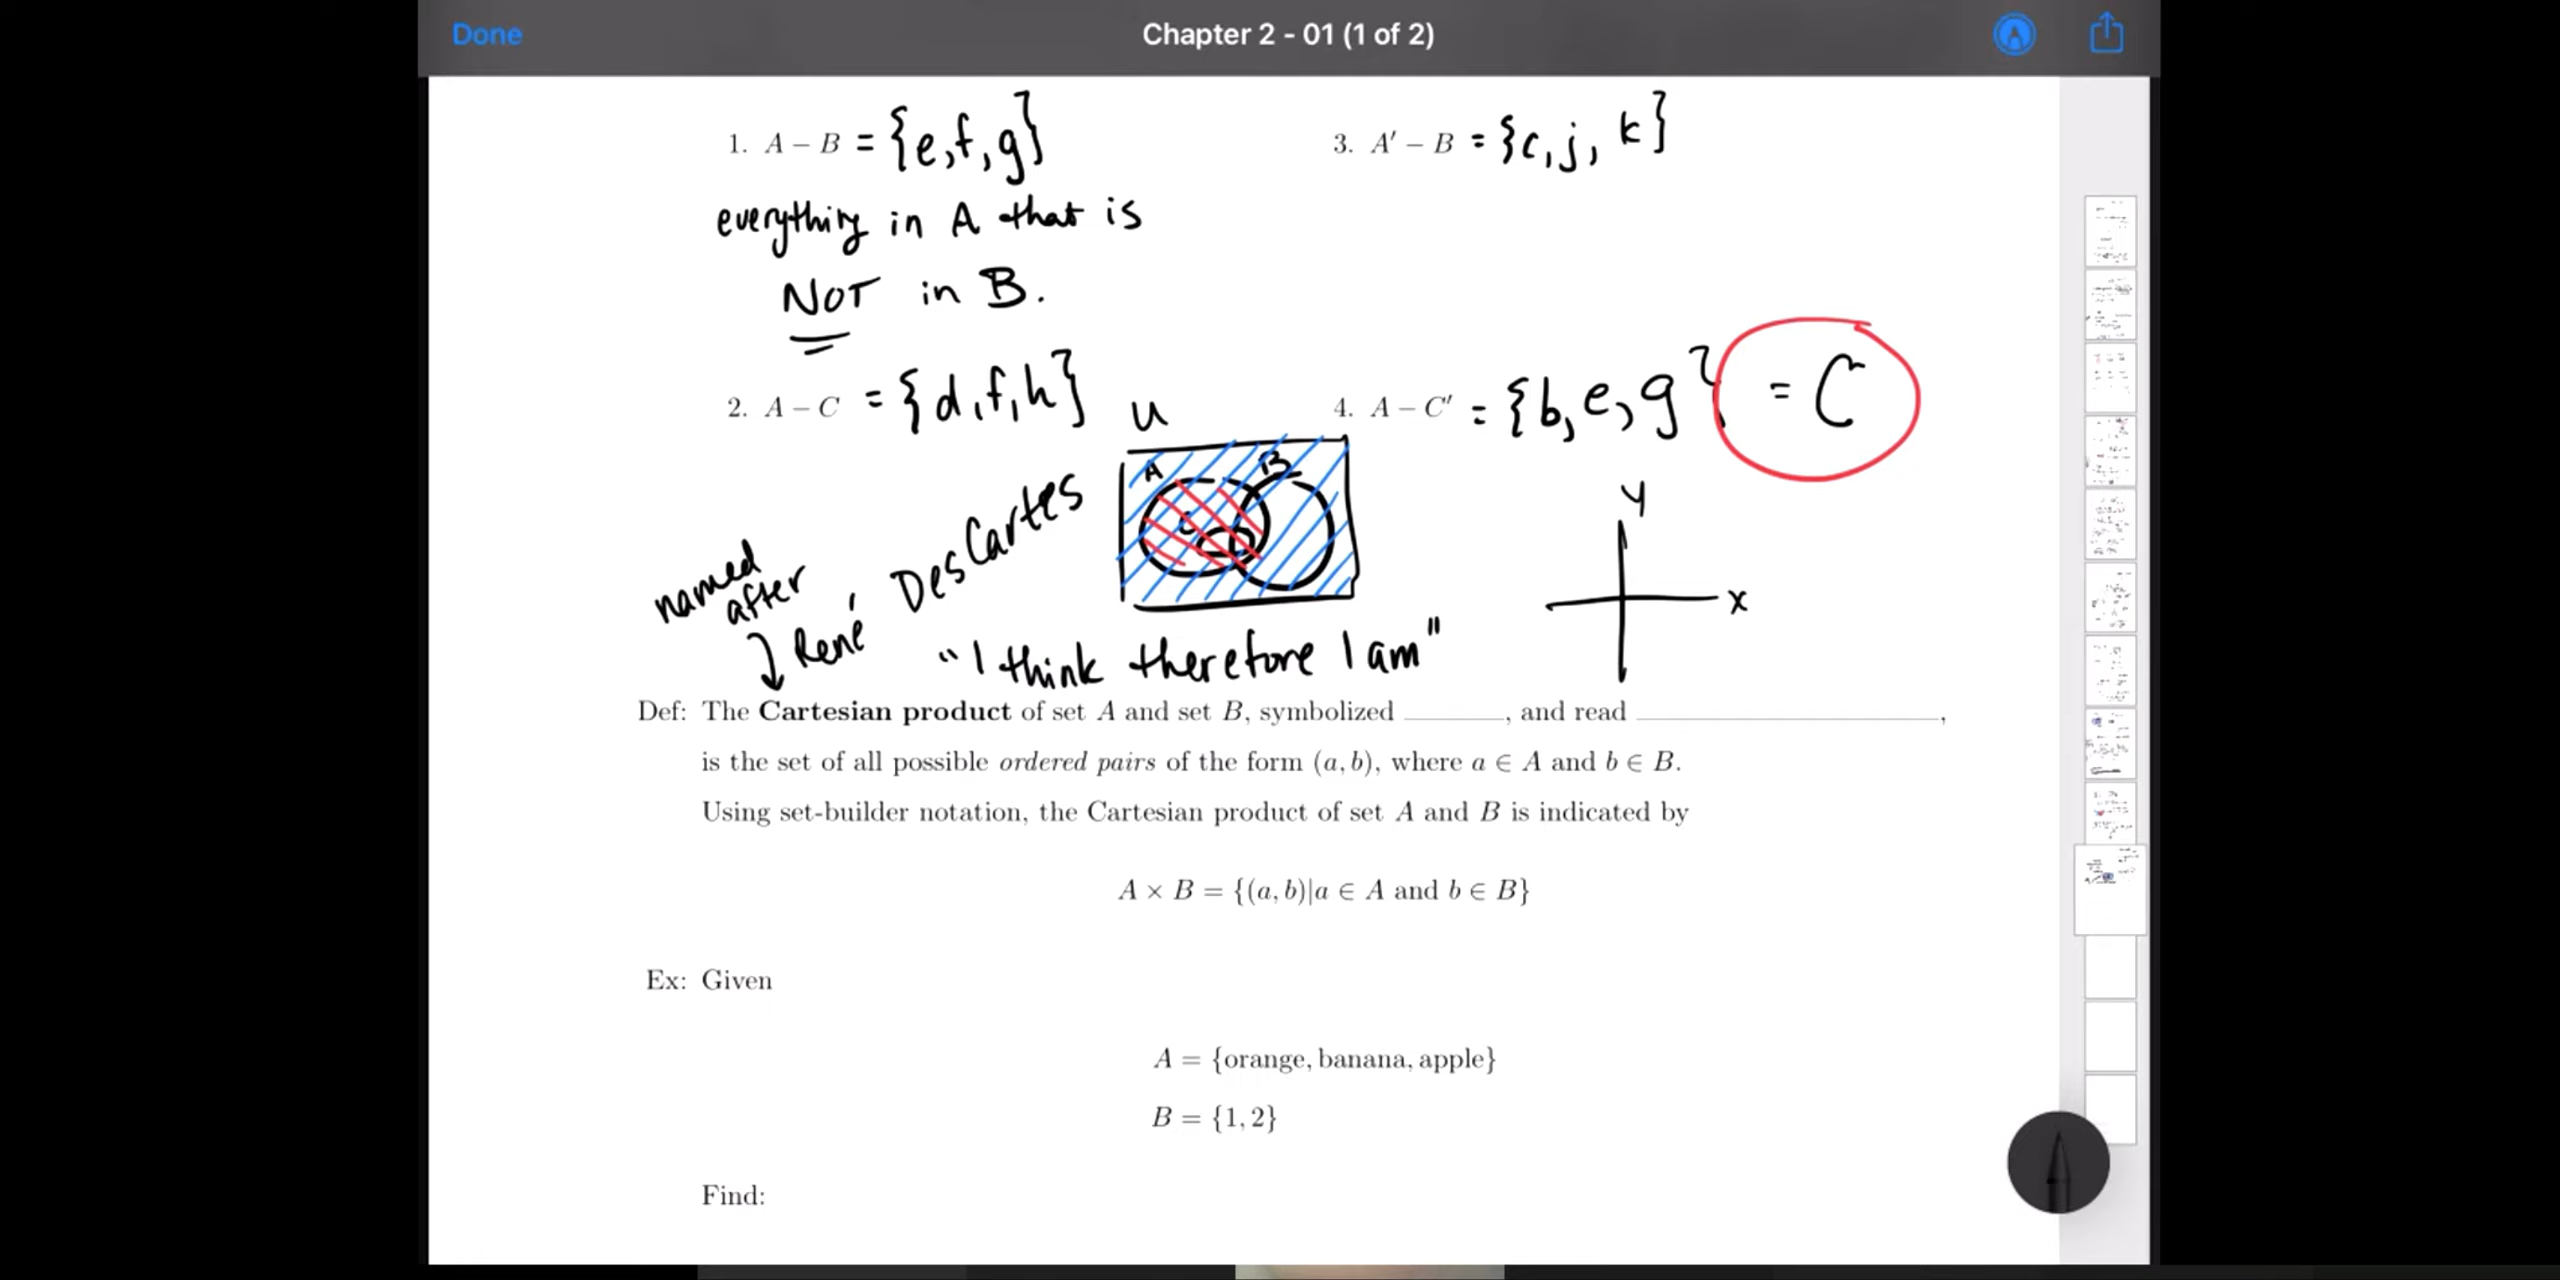 Done
Chapter 2 - 01 (1 of 2)
1. A − B = {e,f,g}
3. A′ − B = {c,j,k}
everything in A that is
NOT in B.
2. A − C = {d,f,h}
4. A − C′ = {b,e,g} = C
U
A B
C
y
x
named
after
René DesCartes
"I think therefore I am"
Def: The Cartesian product of set A and set B, symbolized ______, and read ______________________,
is the set of all possible ordered pairs of the form (a, b), where a ∈ A and b ∈ B.
Using set-builder notation, the Cartesian product of set A and B is indicated by
A × B = {(a, b)|a ∈ A and b ∈ B}
Ex: Given
A = {orange, banana, apple}
B = {1, 2}
Find: